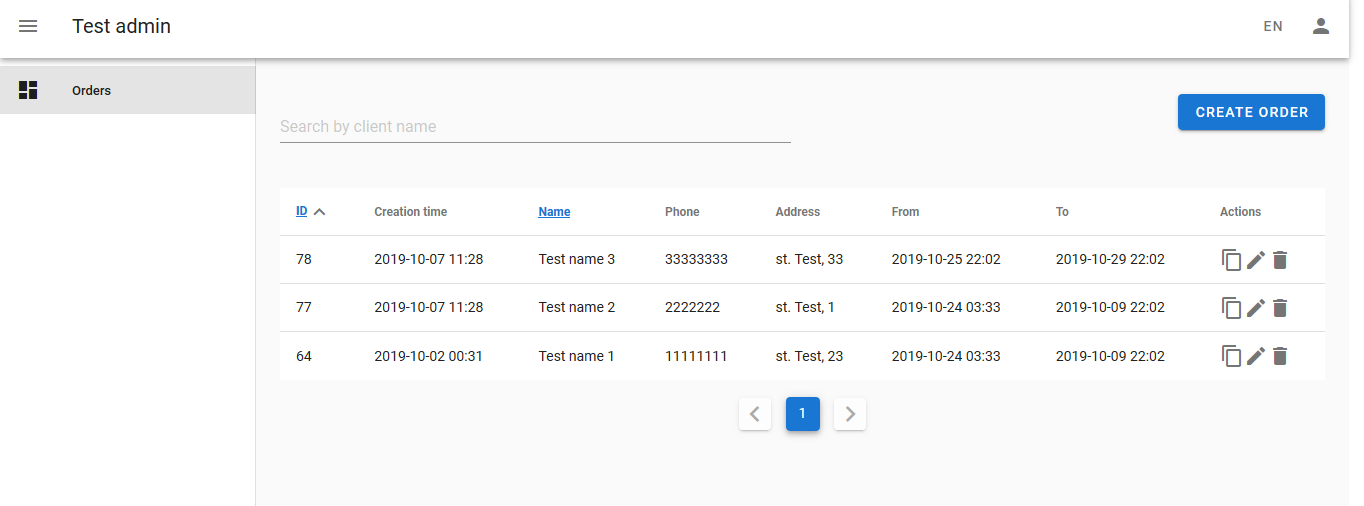 Test admin EN
Orders
CREATE ORDER
Search by client name
ID Creation time Name Phone Address From To Actions
78 2019-10-07 11:28 Test name 3 33333333 st. Test, 33 2019-10-25 22:02 2019-10-29 22:02
77 2019-10-07 11:28 Test name 2 2222222 st. Test, 1 2019-10-24 03:33 2019-10-09 22:02
64 2019-10-02 00:31 Test name 1 11111111 st. Test, 23 2019-10-24 03:33 2019-10-09 22:02
1